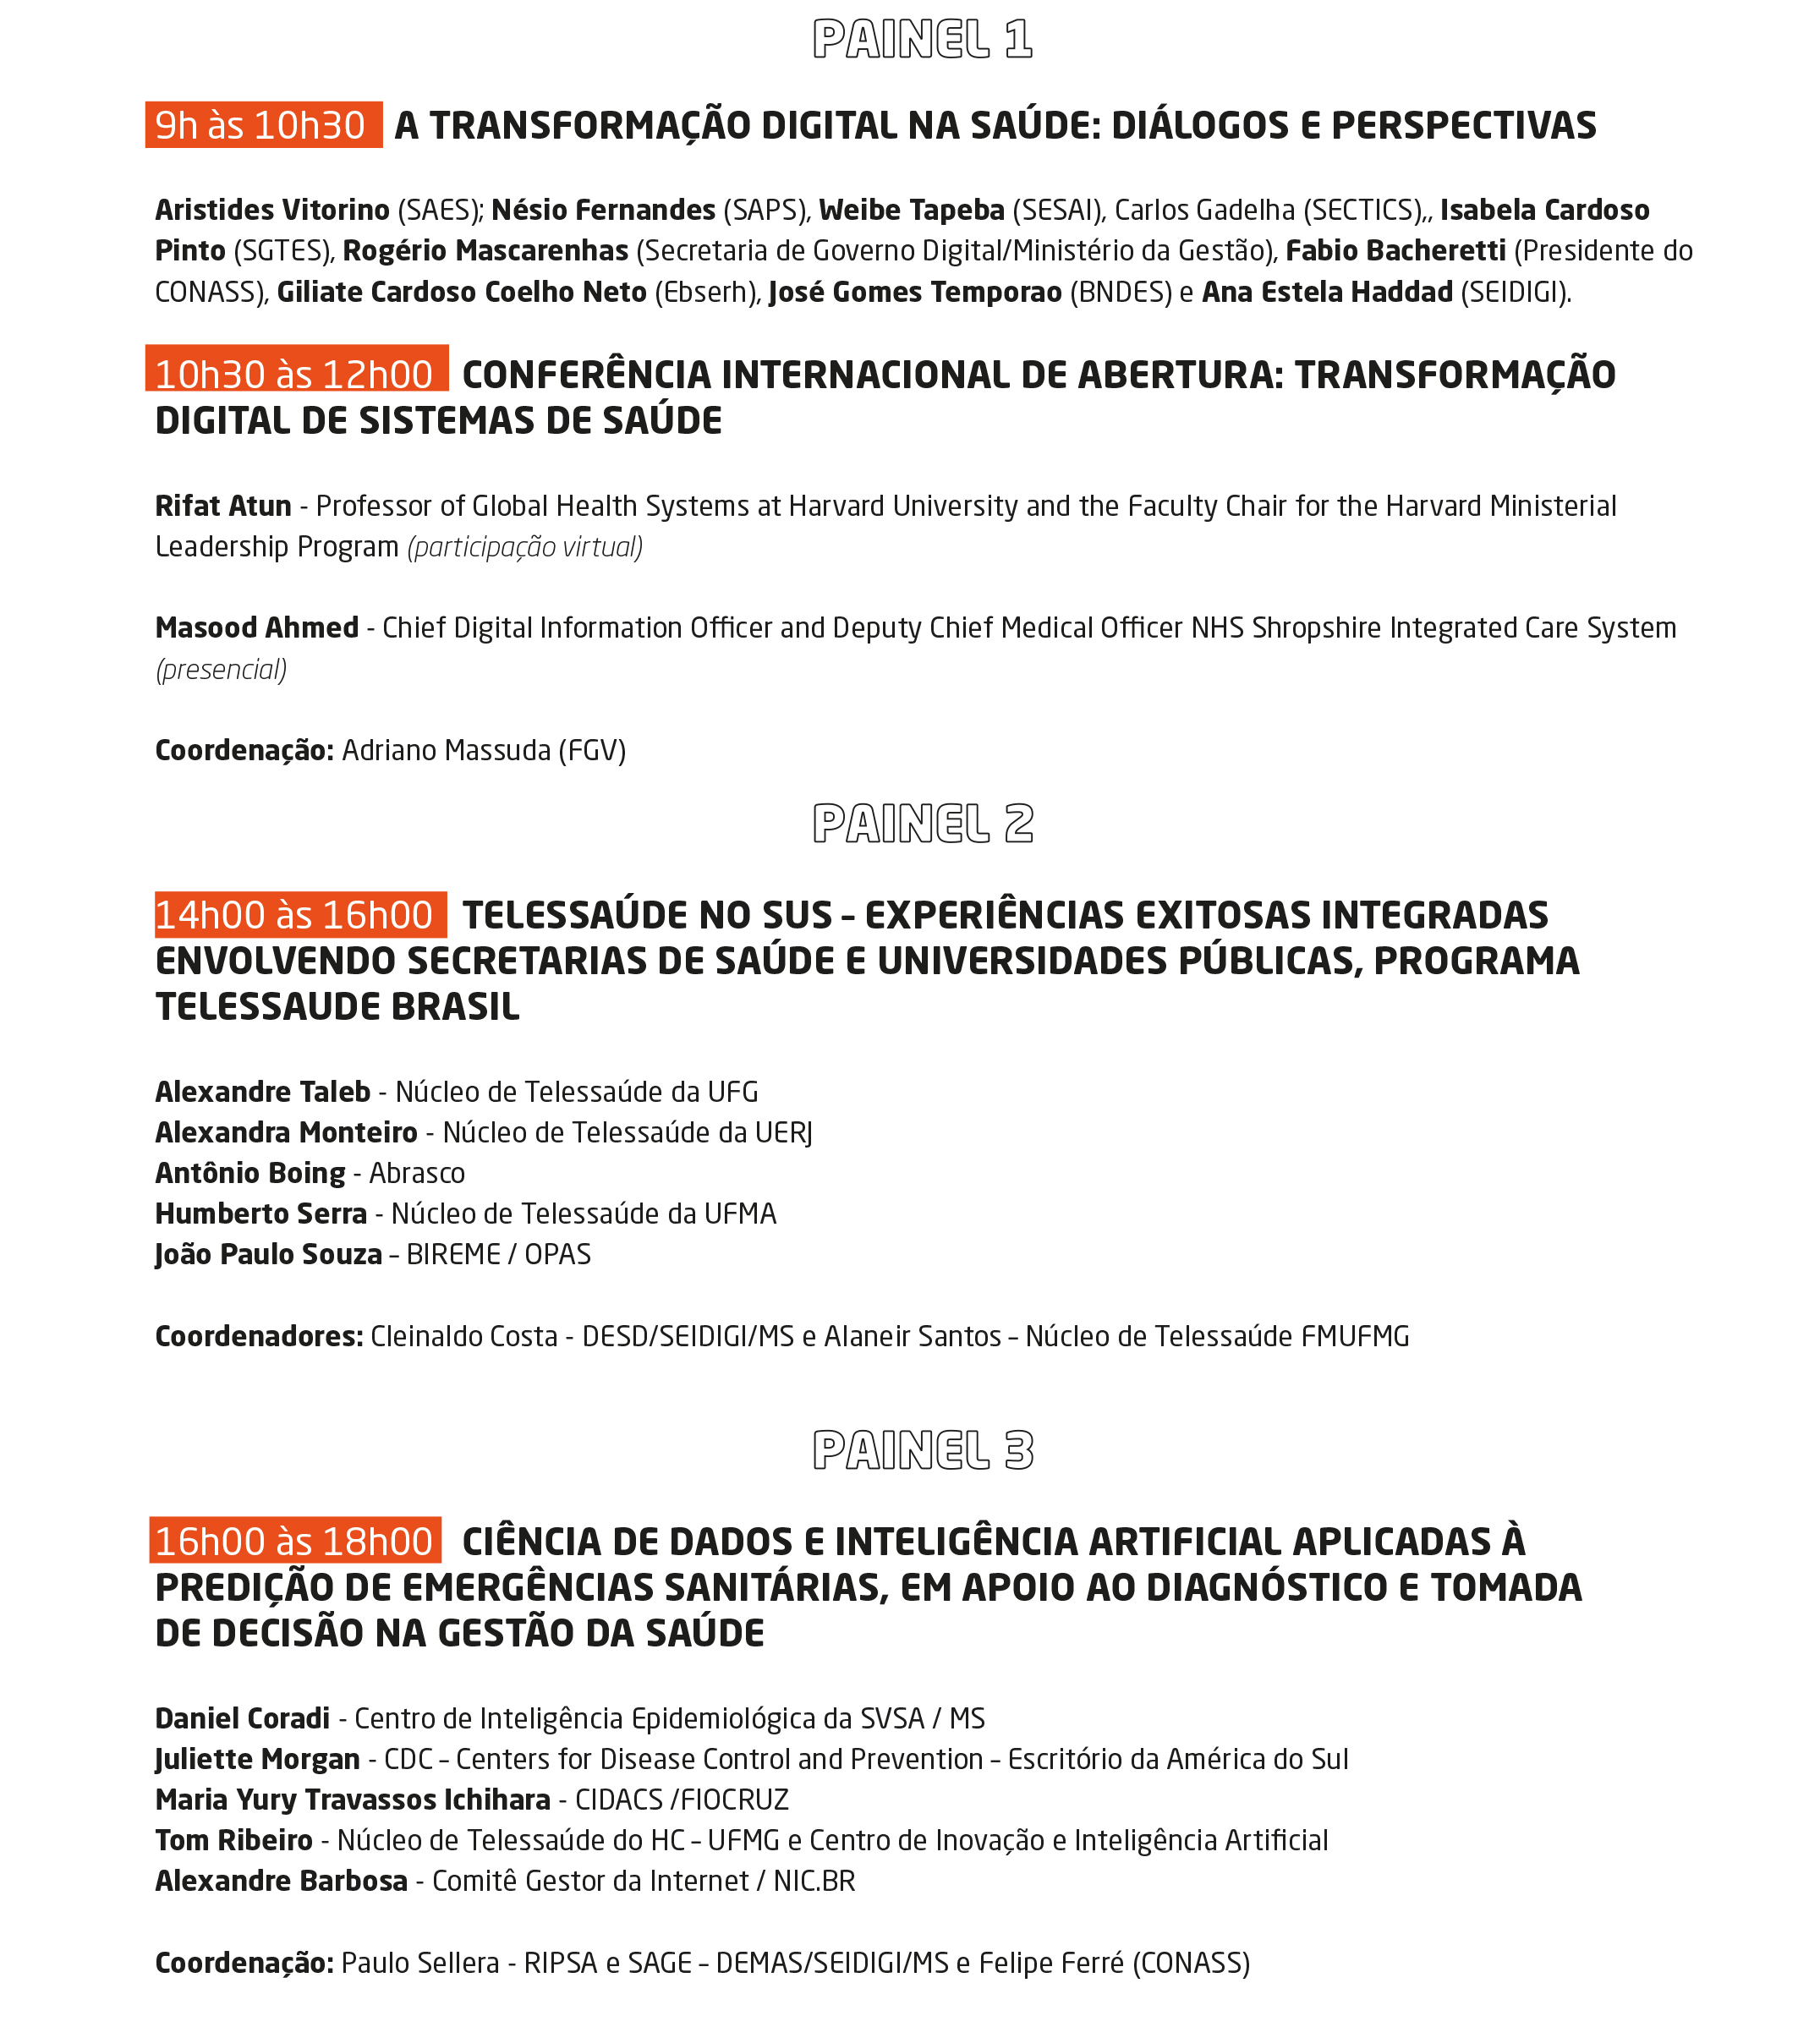 PAINEL 1
9h às 10h30 A TRANSFORMAÇÃO DIGITAL NA SAÚDE: DIÁLOGOS E PERSPECTIVAS
Aristides Vitorino (SAES); Nésio Fernandes (SAPS), Weibe Tapeba (SESAI), Carlos Gadelha (SECTICS),, Isabela Cardoso
Pinto (SGTES), Rogério Mascarenhas (Secretaria de Governo Digital/Ministério da Gestão), Fabio Bacheretti (Presidente do
CONASS), Giliate Cardoso Coelho Neto (Ebserh), José Gomes Temporao (BNDES) e Ana Estela Haddad (SEIDIGI).
10h30 às 12h00 CONFERÊNCIA INTERNACIONAL DE ABERTURA: TRANSFORMAÇÃO
DIGITAL DE SISTEMAS DE SAÚDE
Rifat Atun - Professor of Global Health Systems at Harvard University and the Faculty Chair for the Harvard Ministerial
Leadership Program (participação virtual)
Masood Ahmed - Chief Digital Information Officer and Deputy Chief Medical Officer NHS Shropshire Integrated Care System
(presencial)
Coordenação: Adriano Massuda (FGV)
PAINEL 2
14h00 às 16h00 TELESSAÚDE NO SUS – EXPERIÊNCIAS EXITOSAS INTEGRADAS
ENVOLVENDO SECRETARIAS DE SAÚDE E UNIVERSIDADES PÚBLICAS, PROGRAMA
TELESSAUDE BRASIL
Alexandre Taleb - Núcleo de Telessaúde da UFG
Alexandra Monteiro - Núcleo de Telessaúde da UERJ
Antônio Boing - Abrasco
Humberto Serra - Núcleo de Telessaúde da UFMA
João Paulo Souza – BIREME / OPAS
Coordenadores: Cleinaldo Costa - DESD/SEIDIGI/MS e Alaneir Santos – Núcleo de Telessaúde FMUFMG
PAINEL 3
16h00 às 18h00 CIÊNCIA DE DADOS E INTELIGÊNCIA ARTIFICIAL APLICADAS À
PREDIÇÃO DE EMERGÊNCIAS SANITÁRIAS, EM APOIO AO DIAGNÓSTICO E TOMADA
DE DECISÃO NA GESTÃO DA SAÚDE
Daniel Coradi - Centro de Inteligência Epidemiológica da SVSA / MS
Juliette Morgan - CDC – Centers for Disease Control and Prevention – Escritório da América do Sul
Maria Yury Travassos Ichihara - CIDACS /FIOCRUZ
Tom Ribeiro - Núcleo de Telessaúde do HC – UFMG e Centro de Inovação e Inteligência Artificial
Alexandre Barbosa - Comitê Gestor da Internet / NIC.BR
Coordenação: Paulo Sellera - RIPSA e SAGE – DEMAS/SEIDIGI/MS e Felipe Ferré (CONASS)